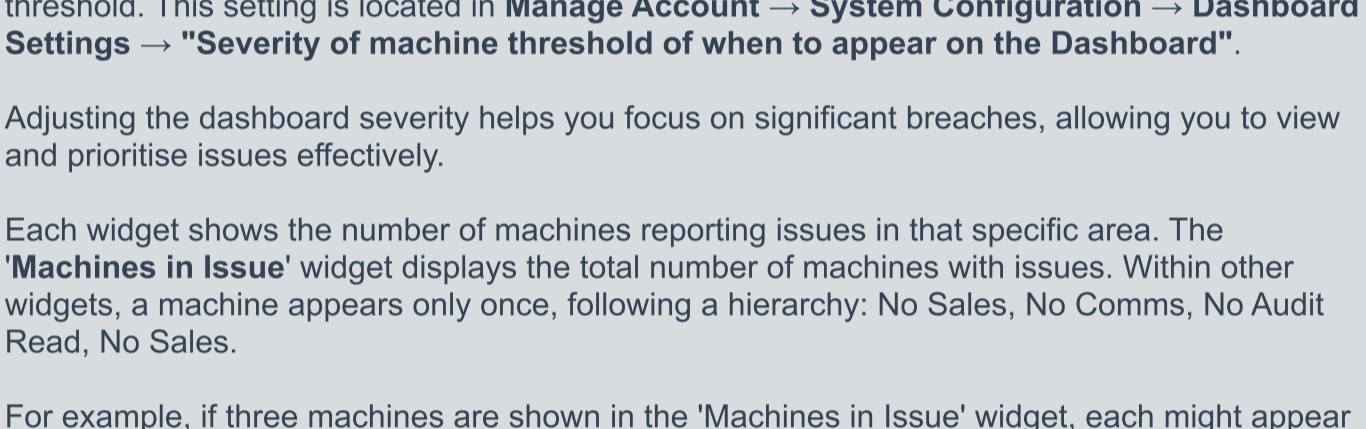 threshold. This setting is located in Manage Account → System Configuration → Dashboard
Settings → "Severity of machine threshold of when to appear on the Dashboard".
Adjusting the dashboard severity helps you focus on significant breaches, allowing you to view
and prioritise issues effectively.
Each widget shows the number of machines reporting issues in that specific area. The
'Machines in Issue' widget displays the total number of machines with issues. Within other
widgets, a machine appears only once, following a hierarchy: No Sales, No Comms, No Audit
Read, No Sales.
For example, if three machines are shown in the 'Machines in Issue' widget, each might appear